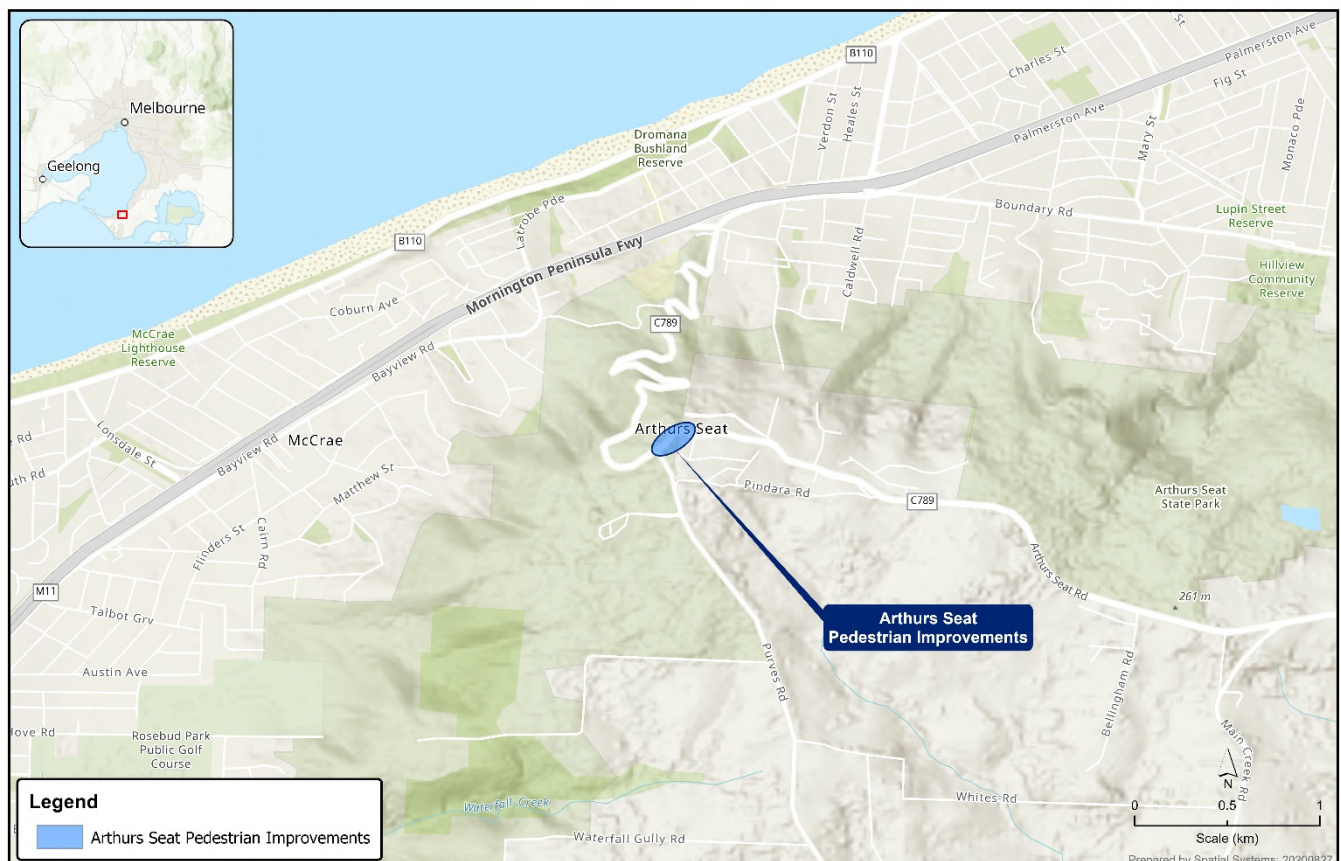 Melbourne
Geelong
B110
Charles St
Palmerston Ave
Fig St
Verdon St
Heales St
Palmerston Ave
Mary St
Monaco Pde
Dromana
Bushland
Reserve
Latrobe Pde
B110
Mornington Peninsula Fwy
Boundary Rd
Lupin Street
Reserve
Caldwell Rd
Hillview
Community
Reserve
Coburn Ave
C789
McCrae
Lighthouse
Reserve
Bayview Rd
Arthurs Seat
Lonsdale St
McCrae
Bayview Rd
Matthew St
Pindara Rd
C789
Arthurs Seat
State Park
Flinders St
Cairn Rd
Arthurs Seat Rd
M11
Talbot Grv
261 m
Arthurs Seat
Pedestrian Improvements
Austin Ave
Purves Rd
Bellingham Rd
Rosebud Park
Public Golf
Course
Main Creek Rd
N
Legend
Arthurs Seat Pedestrian Improvements
Waterfall Creek
Whites Rd
0 0.5 1
Scale (km)
Waterfall Gully Rd
Prepared by Spatial Systems: 20200827